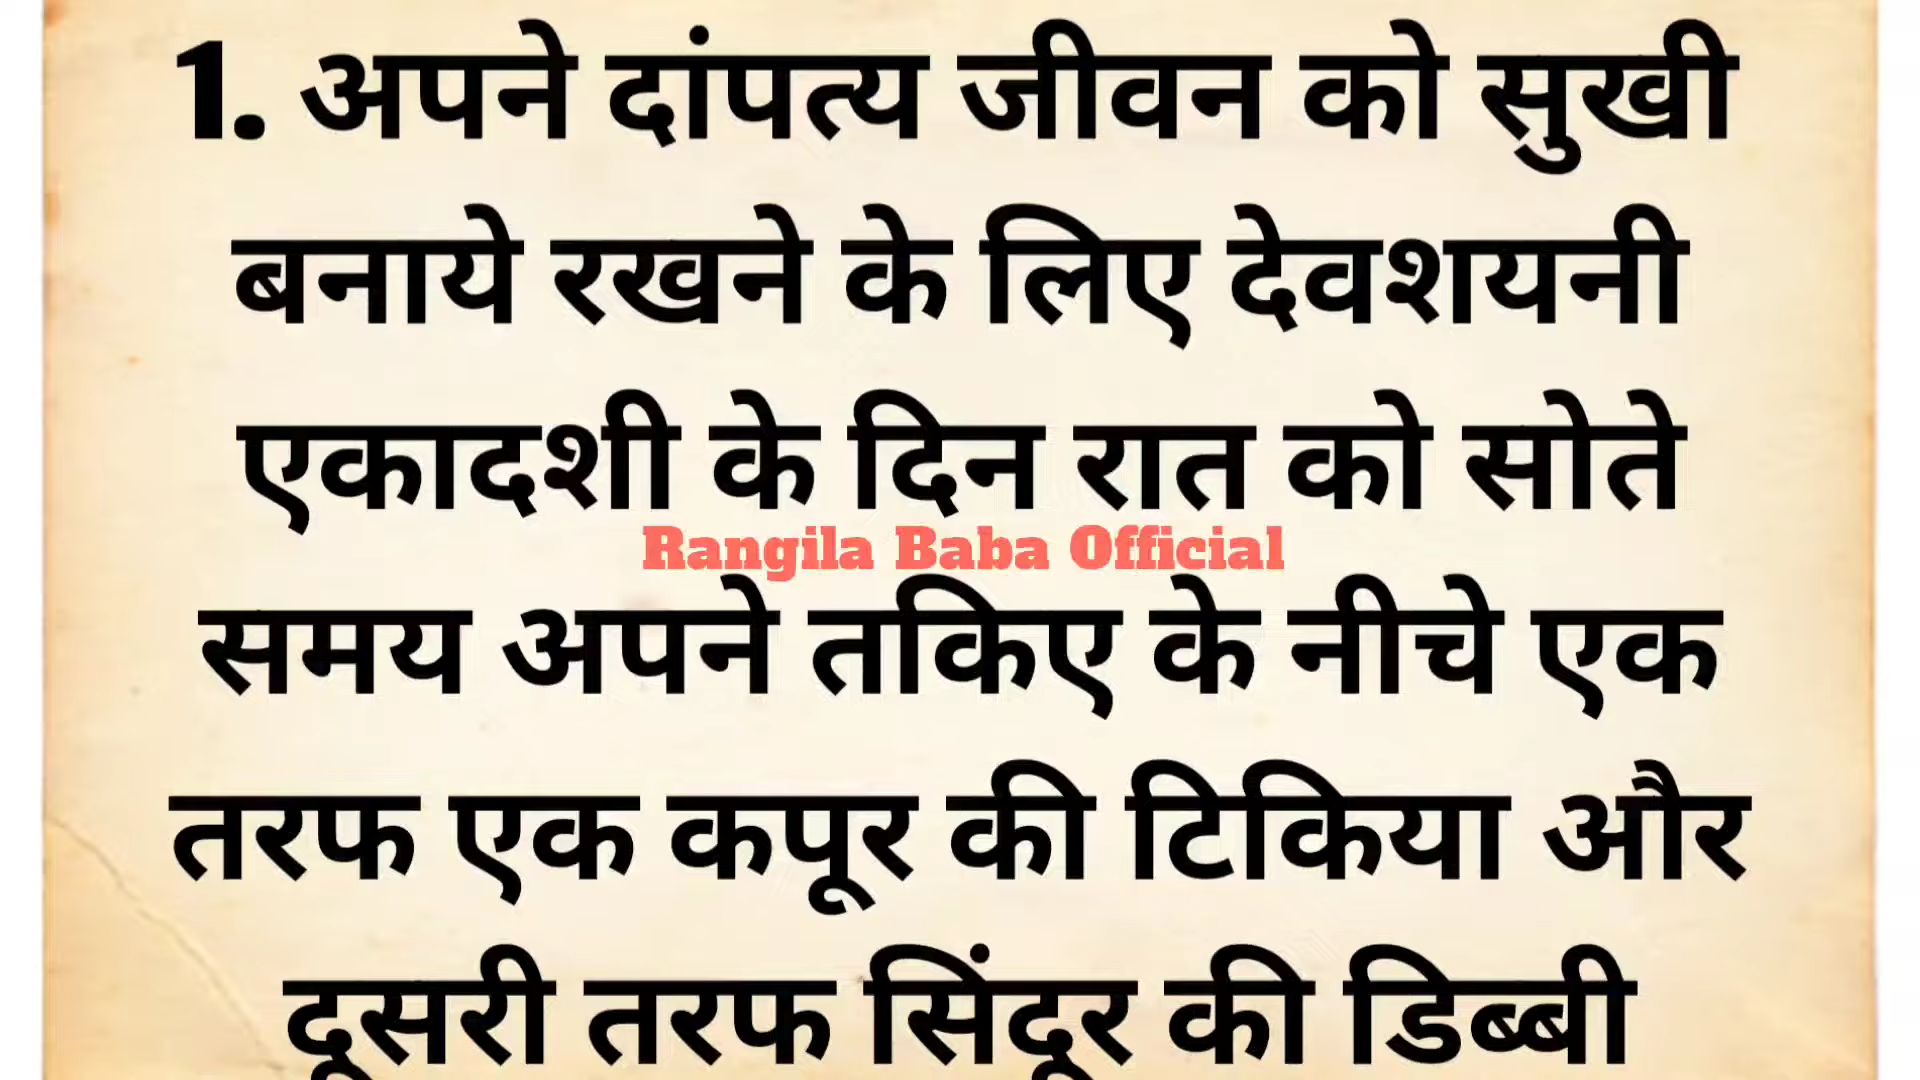 1. अपने दांपत्य जीवन को सुखी
बनाये रखने के लिए देवशयनी
एकादशी के दिन रात को सोते
Rangila Baba Official
समय अपने तकिए के नीचे एक
तरफ एक कपूर की टिकिया और
दूसरी तरफ सिंदूर की डिब्बी